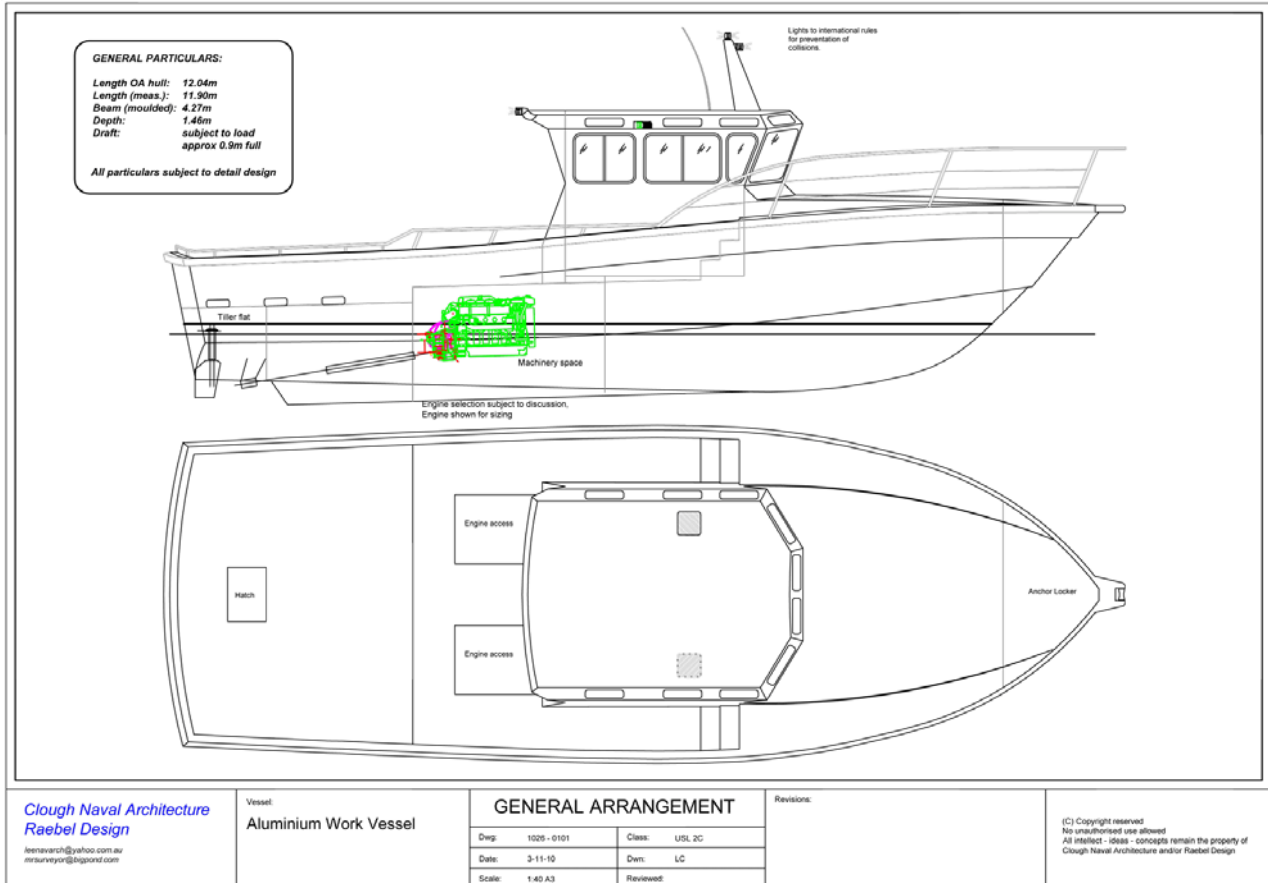 Lights to international rules
for preventation of
collisions.
GENERAL PARTICULARS:
Length OA hull: 12.04m
Length (meas.): 11.90m
Beam (moulded): 4.27m
Depth: 1.46m
Draft: subject to load
approx 0.9m full
All particulars subject to detail design
Tiller flat
Machinery space
Engine selection subject to discussion,
Engine shown for sizing
Engine access
Hatch
Anchor Locker
Engine access
Clough Naval Architecture
Raebel Design
leenavarch@yahoo.com.au
mrsurveyor@bigpond.com
Vessel:
Aluminium Work Vessel
GENERAL ARRANGEMENT
Dwg: 1026 - 0101 Class: USL 2C
Date: 3-11-10 Dwn: LC
Scale: 1:40 A3 Reviewed:
Revisions:
(C) Copyright reserved
No unauthorised use allowed
All intellect - ideas - concepts remain the property of
Clough Naval Architecture and/or Raebel Design